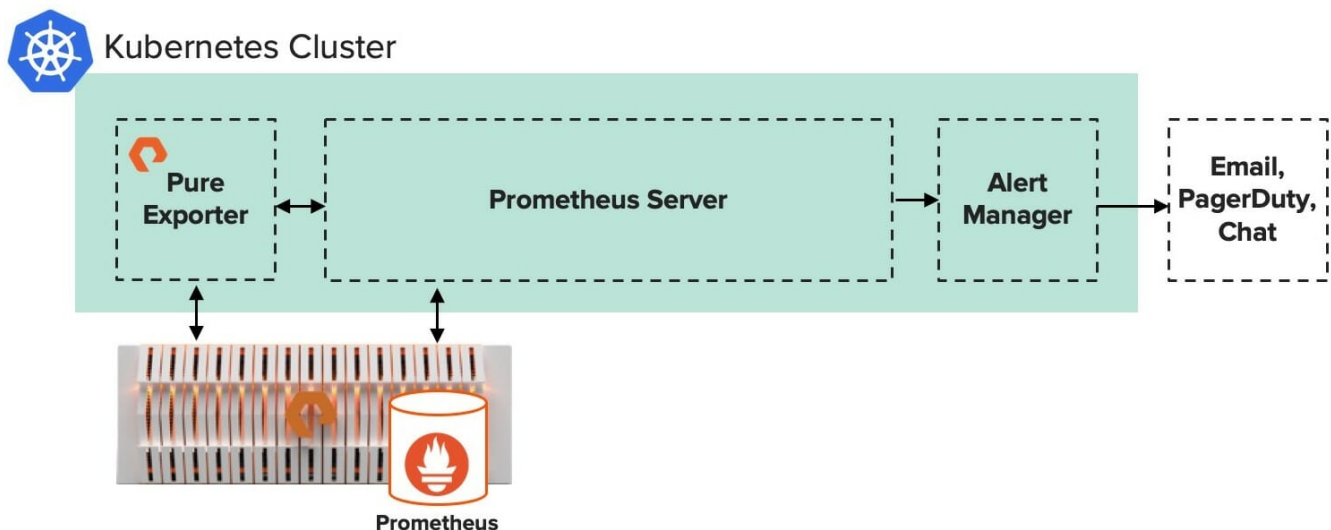 Kubernetes Cluster
Pure
Exporter
Prometheus Server
Alert
Manager
Email,
PagerDuty,
Chat
Prometheus